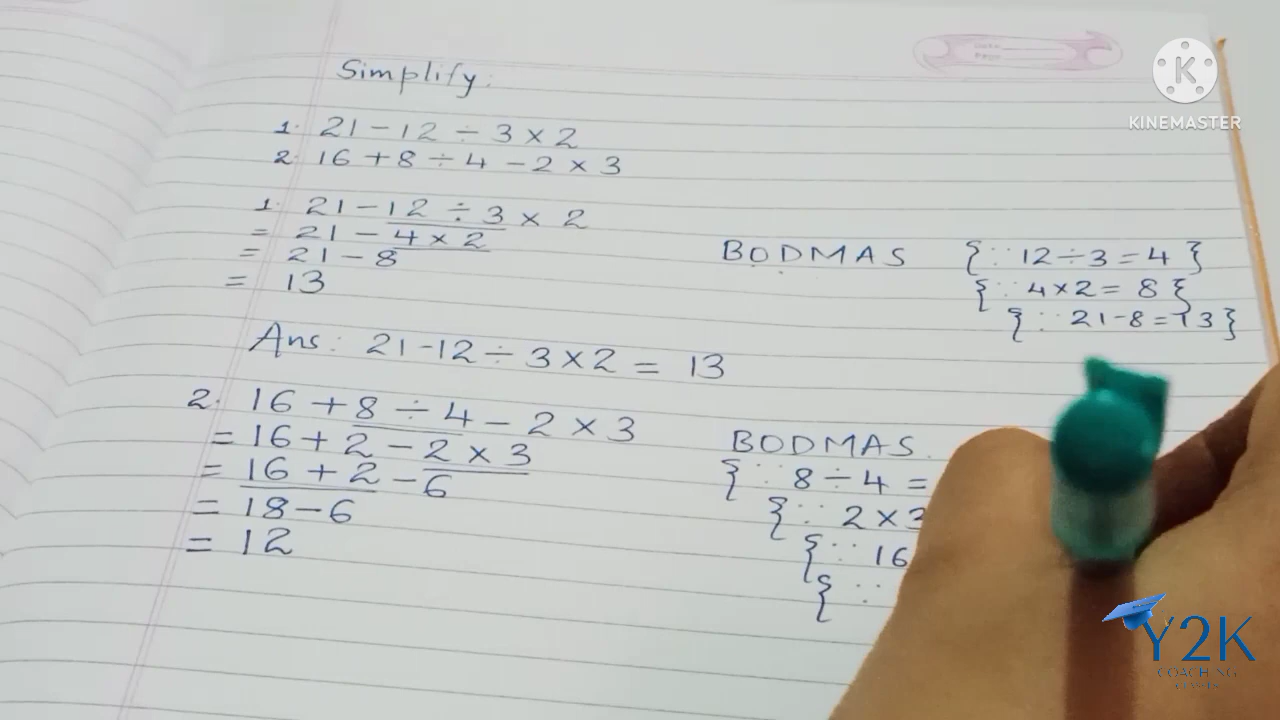 Simplify:
KINEMASTER
1. 21 - 12 ÷ 3 × 2
2. 16 + 8 ÷ 4 - 2 × 3
1. 21 - 12 ÷ 3 × 2
= 21 - 4 × 2
= 21 - 8
= 13
BODMAS
{ ∵ 12 ÷ 3 = 4 }
{ ∵ 4 × 2 = 8 }
{ ∵ 21 - 8 = 13 }
Ans: 21 - 12 ÷ 3 × 2 = 13
2. 16 + 8 ÷ 4 - 2 × 3
= 16 + 2 - 2 × 3
= 16 + 2 - 6
= 18 - 6
= 12
BODMAS.
{ ∵ 8 ÷ 4 =
{ ∵ 2 × 3
{ ∵ 16
{ ∵
Y2K
COACHING
CLASSES